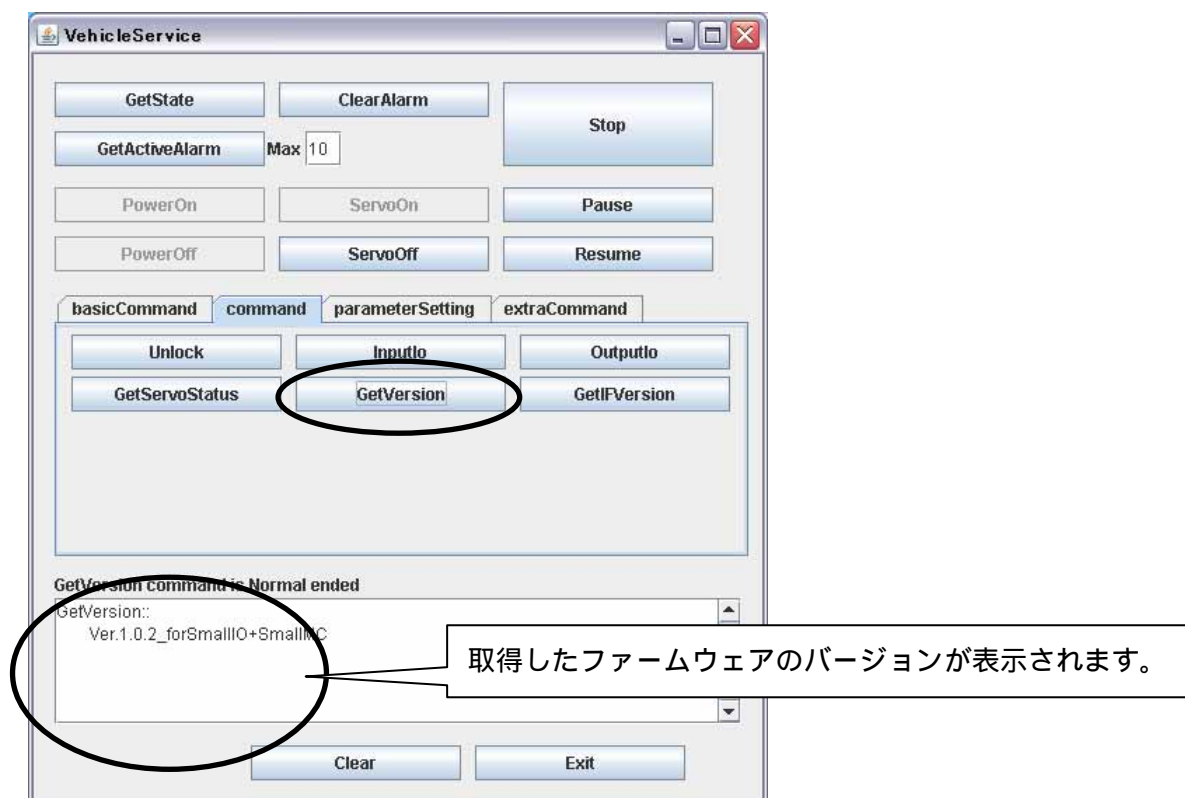 VehicleService
GetState
ClearAlarm
Stop
GetActiveAlarm
Max 10
PowerOn
ServoOn
Pause
PowerOff
ServoOff
Resume
basicCommand
command
parameterSetting
extraCommand
Unlock
InputIo
OutputIo
GetServoStatus
GetVersion
GetIFVersion
GetVersion command is Normal ended
GetVersion::
Ver.1.0.2_forSmallIO+SmallMC
取得したファームウェアのバージョンが表示されます。
Clear
Exit